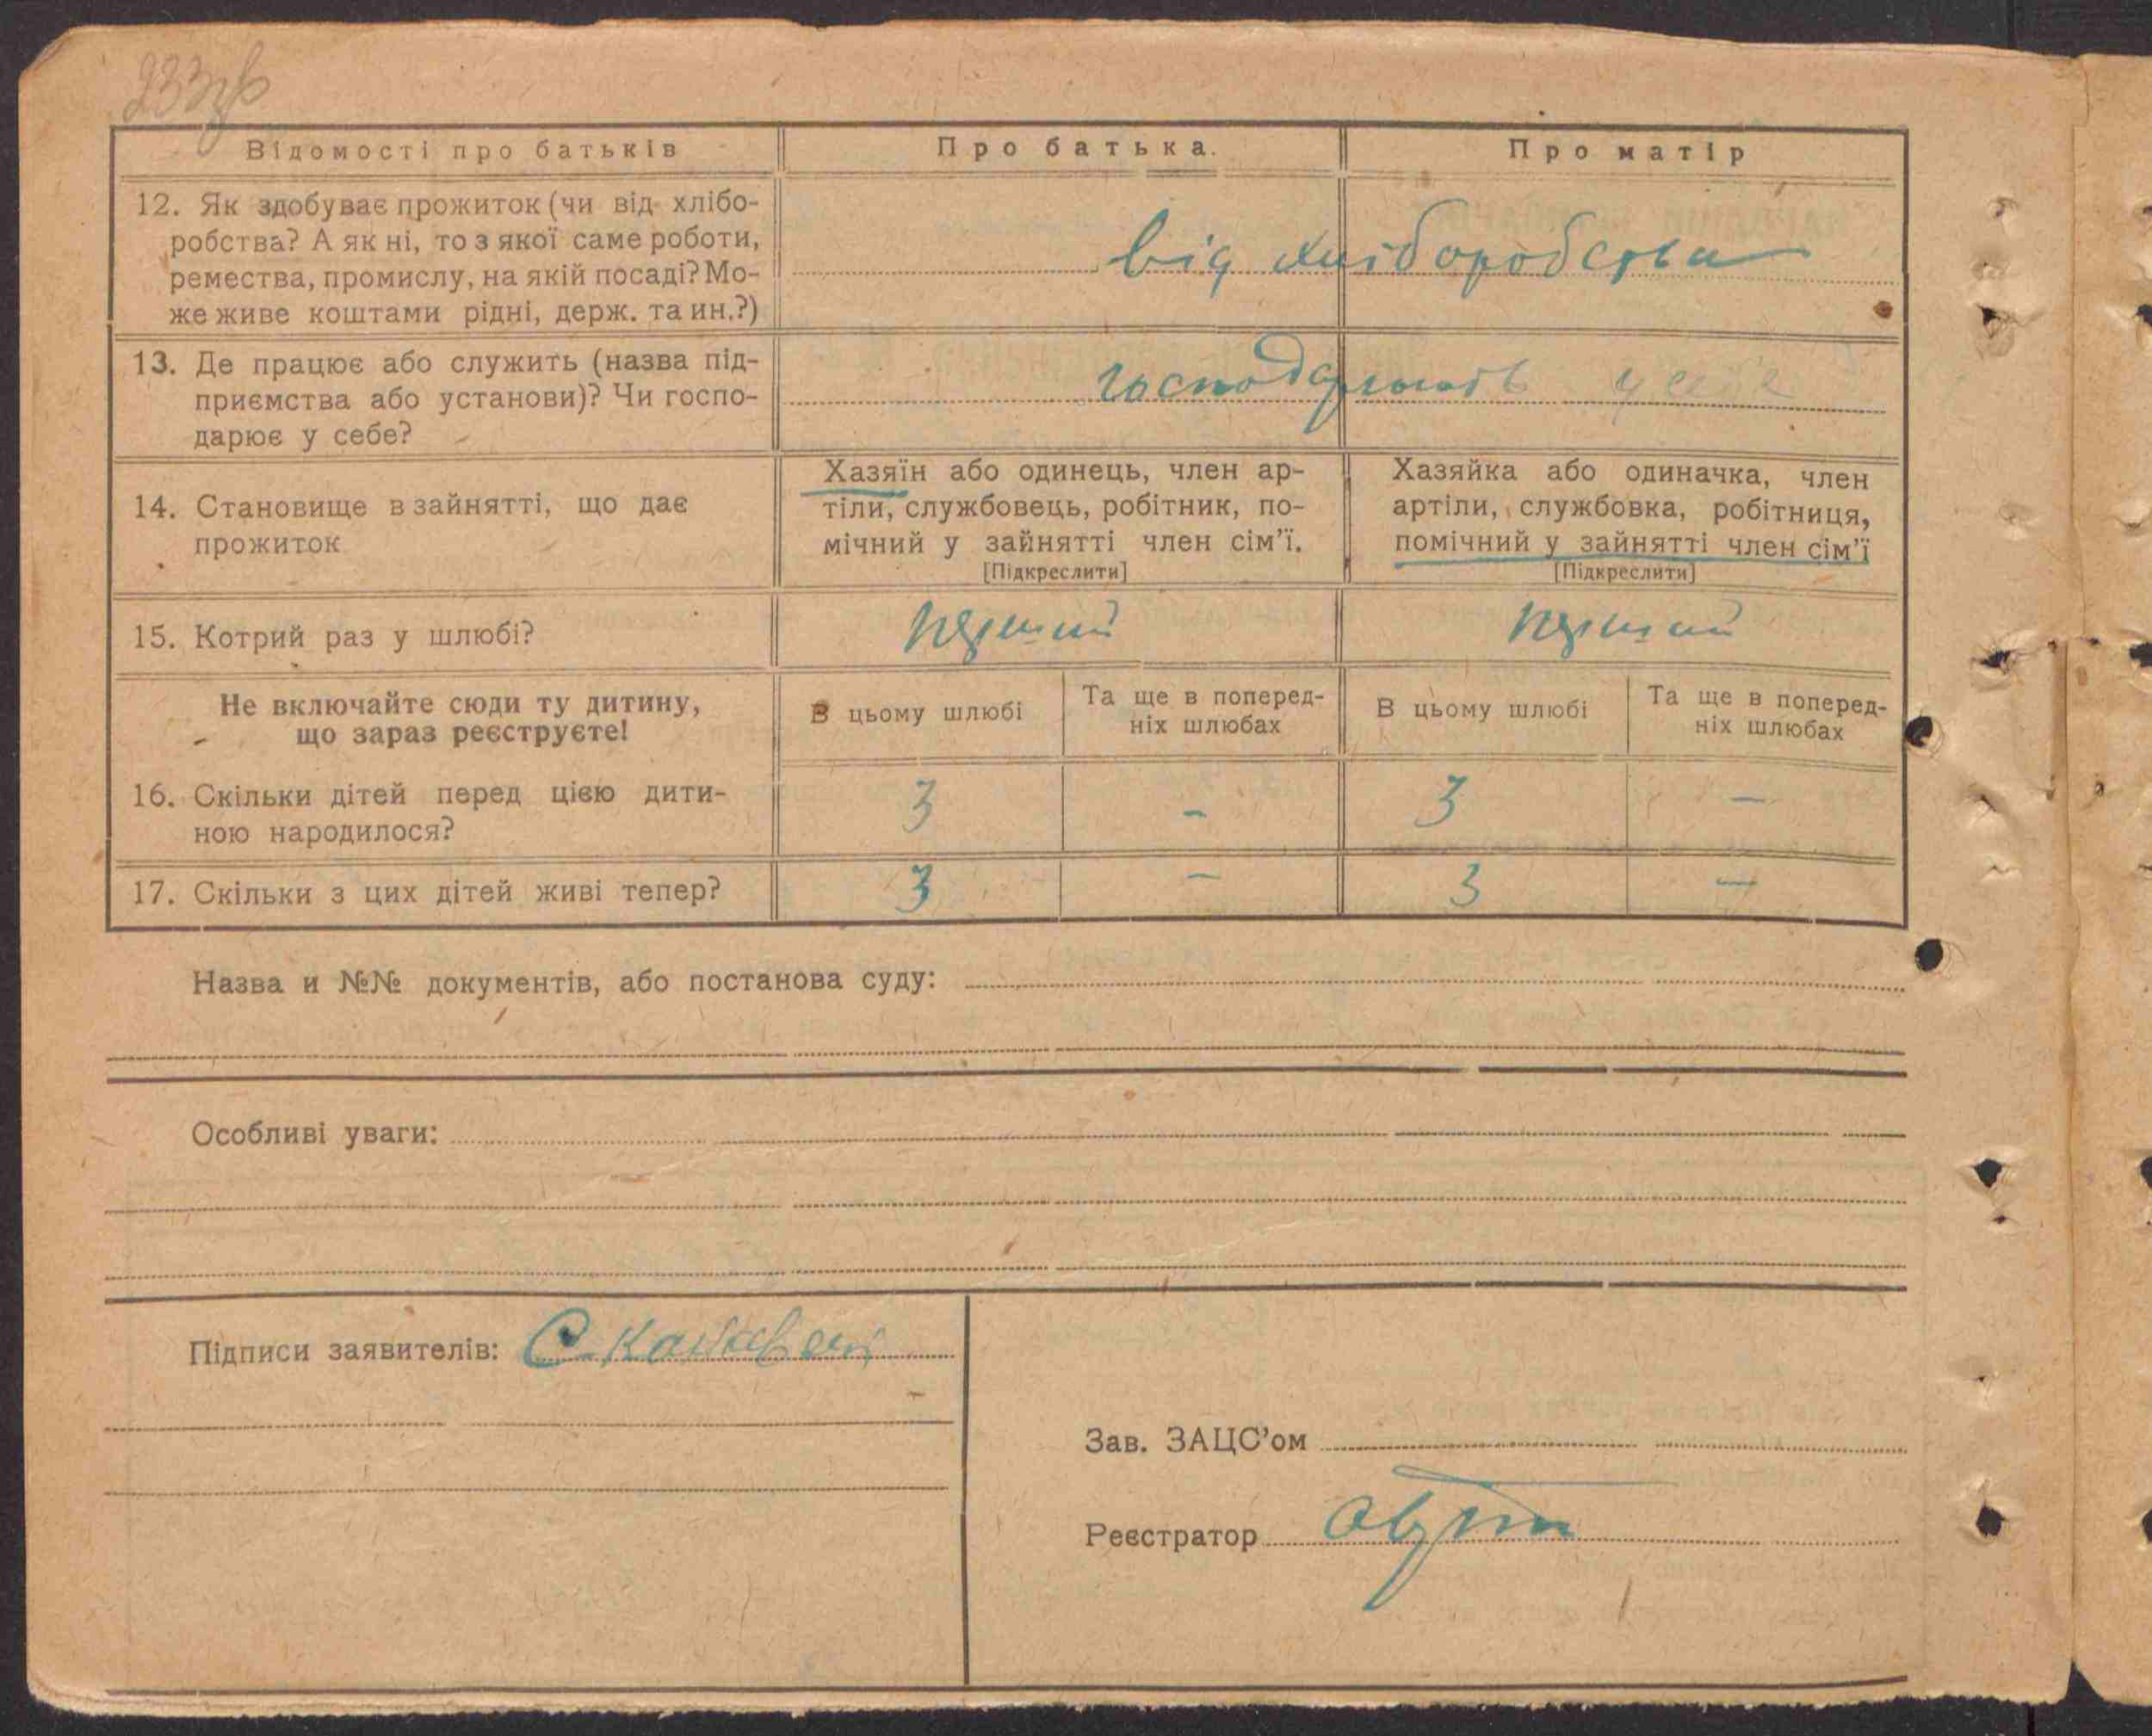 233зв
Відомості про батьків
Про батька.
Про матір
12. Як здобуває прожиток (чи від хлібо-
робства? А як ні, то з якої саме роботи,
ремества, промислу, на якій посаді? Мо-
же живе коштами рідні, держ. та ин.?)
від хліборобства
13. Де працює або служить (назва під-
приємства або установи)? Чи госпо-
дарює у себе?
господарюють у себе
14. Становище в зайнятті, що дає
прожиток
Хазяїн або одинець, член ар-
тіли, службовець, робітник, по-
мічний у зайнятті член сім'ї.
[Підкреслити]
Хазяйка або одиначка, член
артіли, службовка, робітниця,
помічний у зайнятті член сім'ї
[Підкреслити]
15. Котрий раз у шлюбі?
перший
перший
Не включайте сюди ту дитину,
що зараз реєструєте!
В цьому шлюбі
Та ще в поперед-
ніх шлюбах
В цьому шлюбі
Та ще в поперед-
ніх шлюбах
16. Скільки дітей перед цією дити-
ною народилося?
3 - 3 -
17. Скільки з цих дітей живі тепер?
3 - 3 -
Назва и №№ документів, або постанова суду:
Особливі уваги:
Підписи заявителів:
Зав. ЗАЦС'ом
Реєстратор